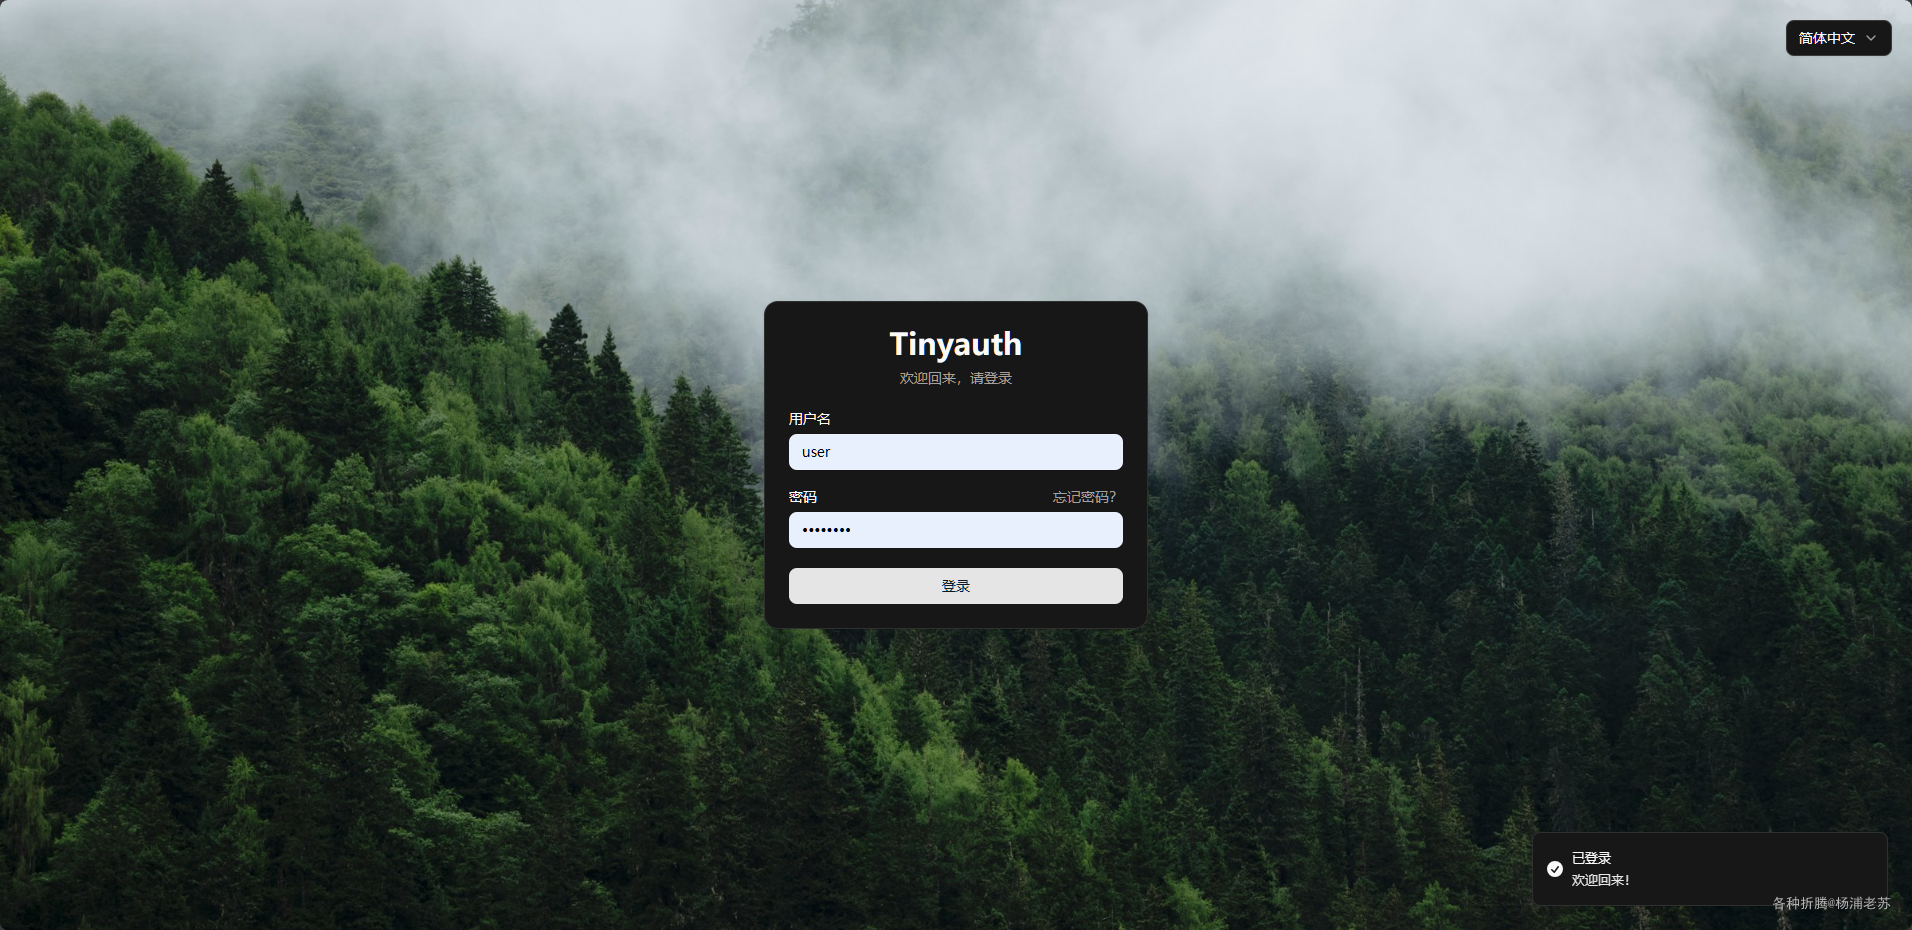 简体中文
Tinyauth
欢迎回来，请登录
用户名
user
密码 忘记密码？
••••••••
登录
已登录
欢迎回来！
各种折腾@杨浦老苏